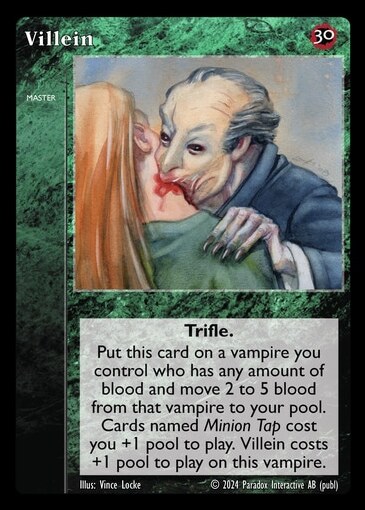 Villein
30
MASTER
Trifle.
Put this card on a vampire you
control who has any amount of
blood and move 2 to 5 blood
from that vampire to your pool.
Cards named Minion Tap cost
you +1 pool to play. Villein costs
+1 pool to play on this vampire.
Illus: Vince Locke © 2024 Paradox Interactive AB (publ)